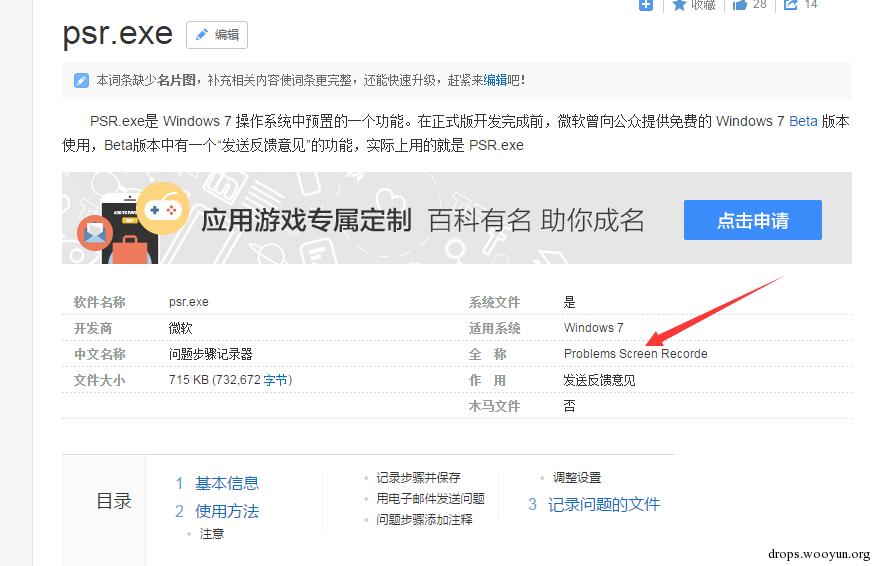 收藏 28 14
psr.exe 编辑
本词条缺少名片图，补充相关内容使词条更完整，还能快速升级，赶紧来编辑吧！
PSR.exe是 Windows 7 操作系统中预置的一个功能。在正式版开发完成前，微软曾向公众提供免费的 Windows 7 Beta 版本
使用，Beta版本中有一个“发送反馈意见”的功能，实际上用的就是 PSR.exe
应用游戏专属定制 百科有名 助你成名 点击申请
软件名称 psr.exe 系统文件 是
开发商 微软 适用系统 Windows 7
中文名称 问题步骤记录器 全 称 Problems Screen Recorde
文件大小 715 KB (732,672 字节) 作 用 发送反馈意见
木马文件 否
目录
1 基本信息
2 使用方法
注意
记录步骤并保存
用电子邮件发送问题
问题步骤添加注释
调整设置
3 记录问题的文件
drops.wooyun.org